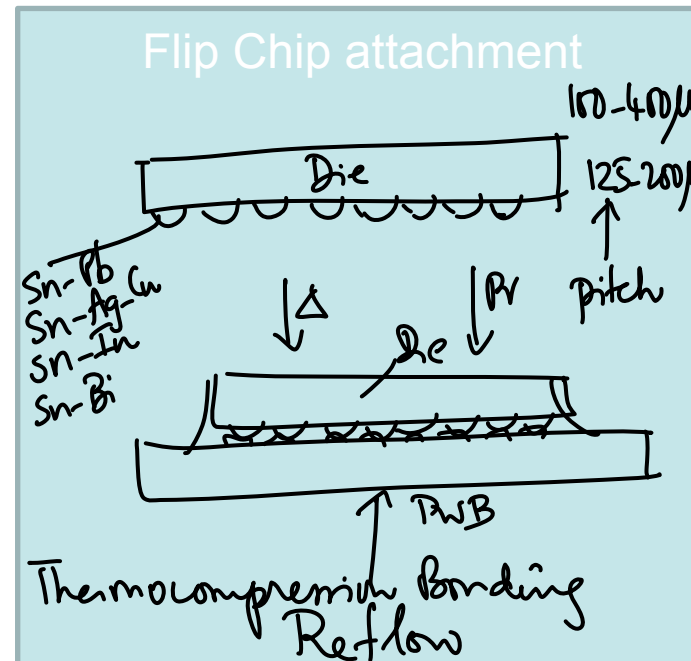 Flip Chip attachment
100-400μ
Die
125-200μ
pitch
Sn-Pb
Sn-Ag-Cu
Sn-In
Sn-Bi
Δ
Pr
Die
PWB
Thermocompression Bonding
Reflow